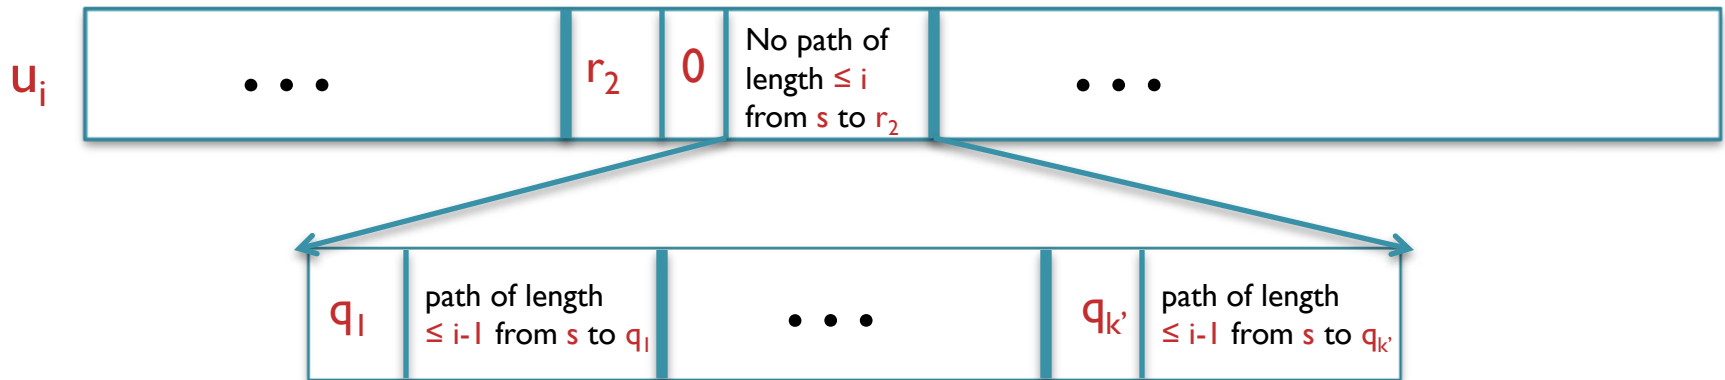 uᵢ
• • •
r₂
0
No path of
length ≤ i
from s to r₂
• • •
q₁
path of length
≤ i-1 from s to q₁
• • •
qₖ’
path of length
≤ i-1 from s to qₖ’